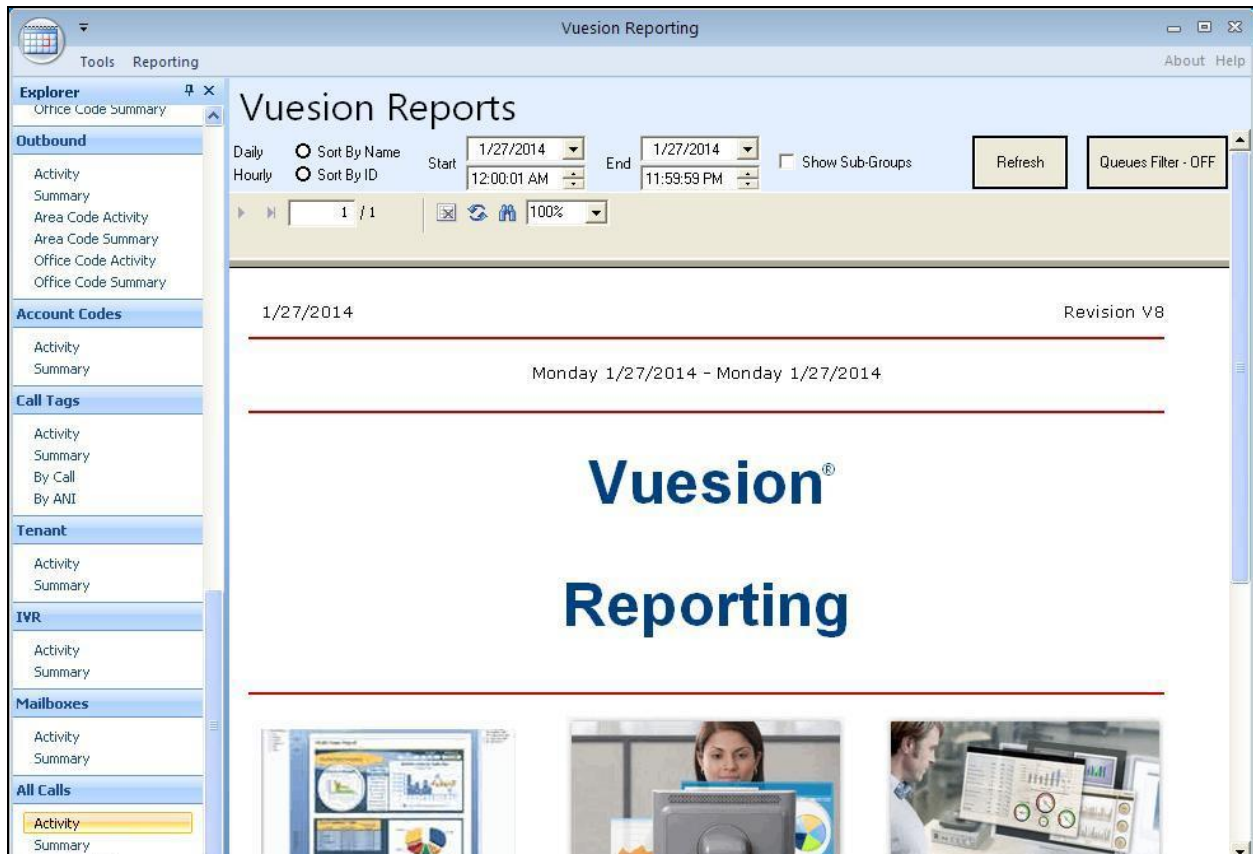 Vuesion Reporting
Tools Reporting
About Help
Explorer
Office Code Summary
Outbound
Activity
Summary
Area Code Activity
Area Code Summary
Office Code Activity
Office Code Summary
Account Codes
Activity
Summary
Call Tags
Activity
Summary
By Call
By ANI
Tenant
Activity
Summary
IVR
Activity
Summary
Mailboxes
Activity
Summary
All Calls
Activity
Summary
Vuesion Reports
Daily Sort By Name
Hourly Sort By ID
Start 1/27/2014
12:00:01 AM
End 1/27/2014
11:59:59 PM
Show Sub-Groups
Refresh
Queues Filter - OFF
1 / 1
100%
1/27/2014 Revision V8
Monday 1/27/2014 - Monday 1/27/2014
Vuesion®
Reporting